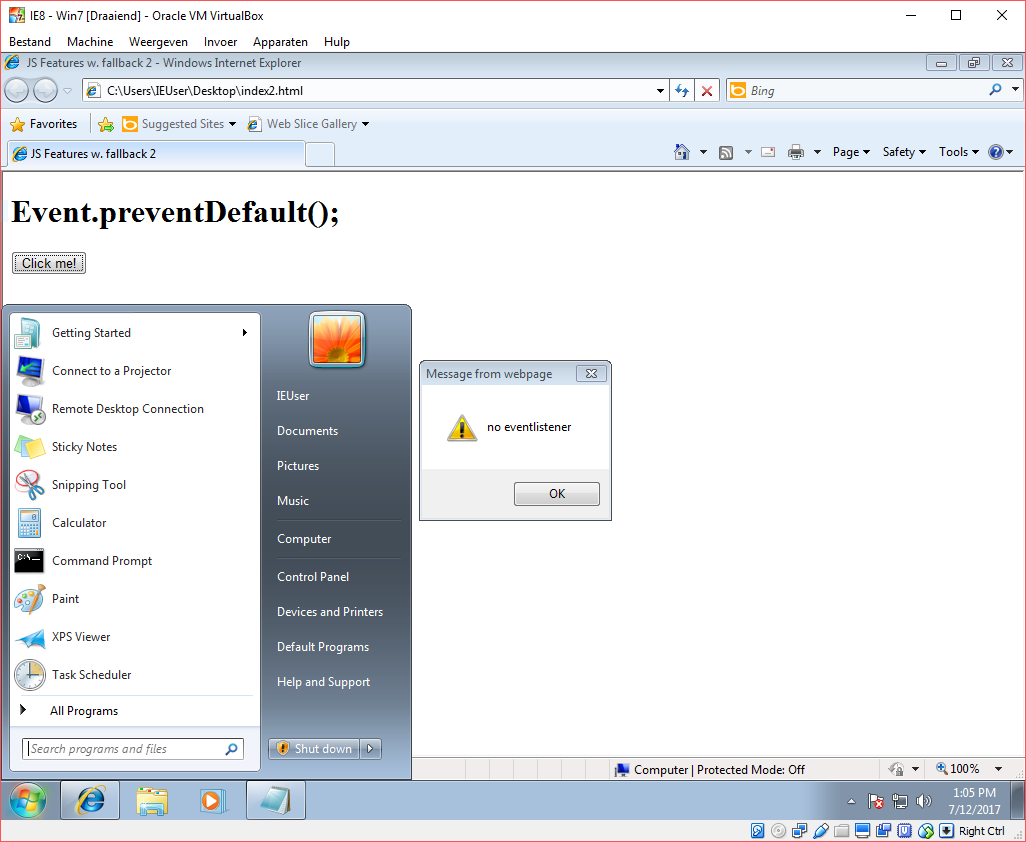 IE8 - Win7 [Draaiend] - Oracle VM VirtualBox
Bestand Machine Weergeven Invoer Apparaten Hulp
JS Features w. fallback 2 - Windows Internet Explorer
C:\Users\IEUser\Desktop\index2.html
Bing
Favorites Suggested Sites Web Slice Gallery
JS Features w. fallback 2
Page Safety Tools
Event.preventDefault();
Click me!
Getting Started
Connect to a Projector
Remote Desktop Connection
Sticky Notes
Snipping Tool
Calculator
Command Prompt
Paint
XPS Viewer
Task Scheduler
All Programs
Search programs and files
IEUser
Documents
Pictures
Music
Computer
Control Panel
Devices and Printers
Default Programs
Help and Support
Shut down
Message from webpage
no eventlistener
OK
Computer | Protected Mode: Off
100%
1:05 PM
7/12/2017
Right Ctrl